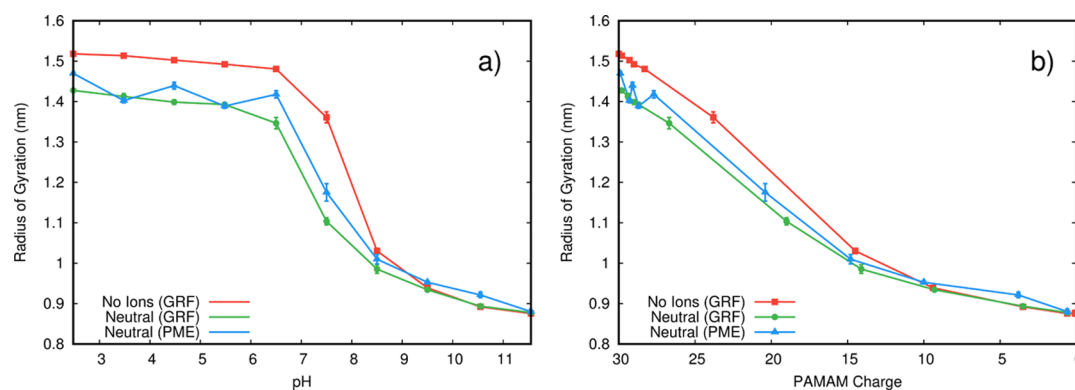 1.6
1.5
1.4
1.3
1.2
1.1
1
0.9
0.8
Radius of Gyration (nm)
a)
No Ions (GRF)
Neutral (GRF)
Neutral (PME)
3 4 5 6 7 8 9 10 11
pH
1.6
1.5
1.4
1.3
1.2
1.1
1
0.9
0.8
Radius of Gyration (nm)
b)
No Ions (GRF)
Neutral (GRF)
Neutral (PME)
30 25 20 15 10 5
PAMAM Charge